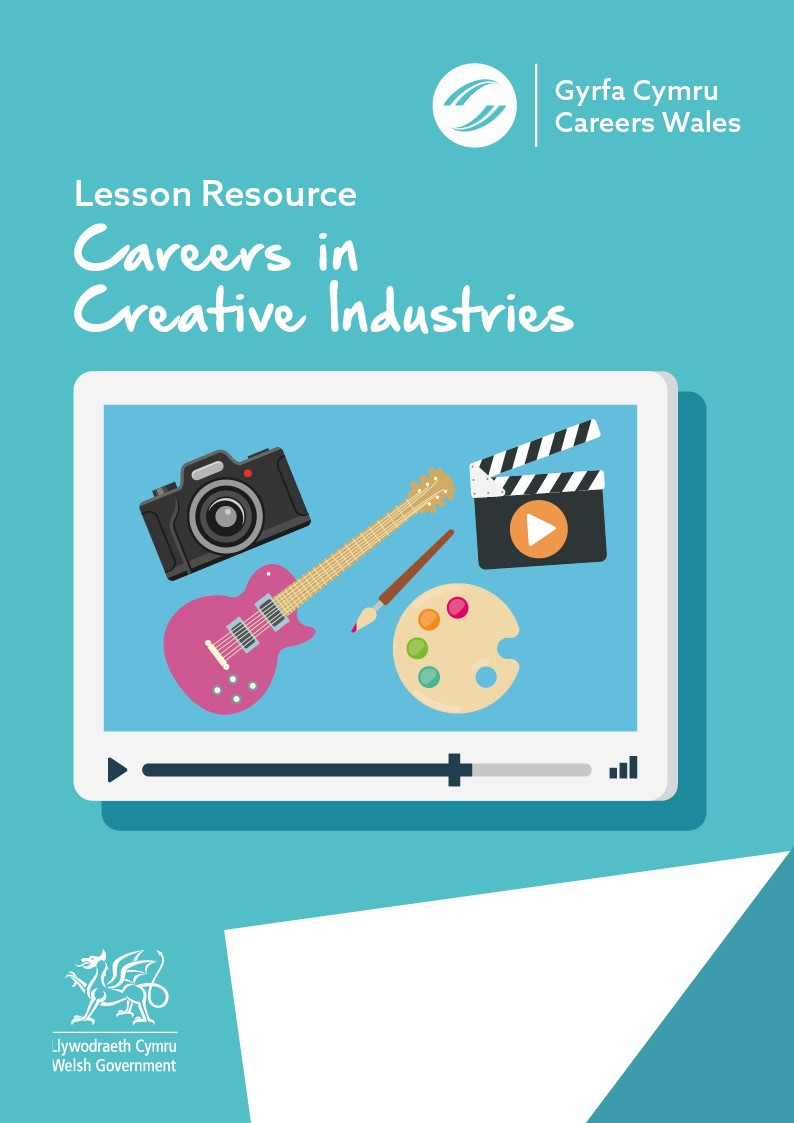 Gyrfa Cymru
Careers Wales
Lesson Resource
Careers in
Creative Industries
Llywodraeth Cymru
Welsh Government